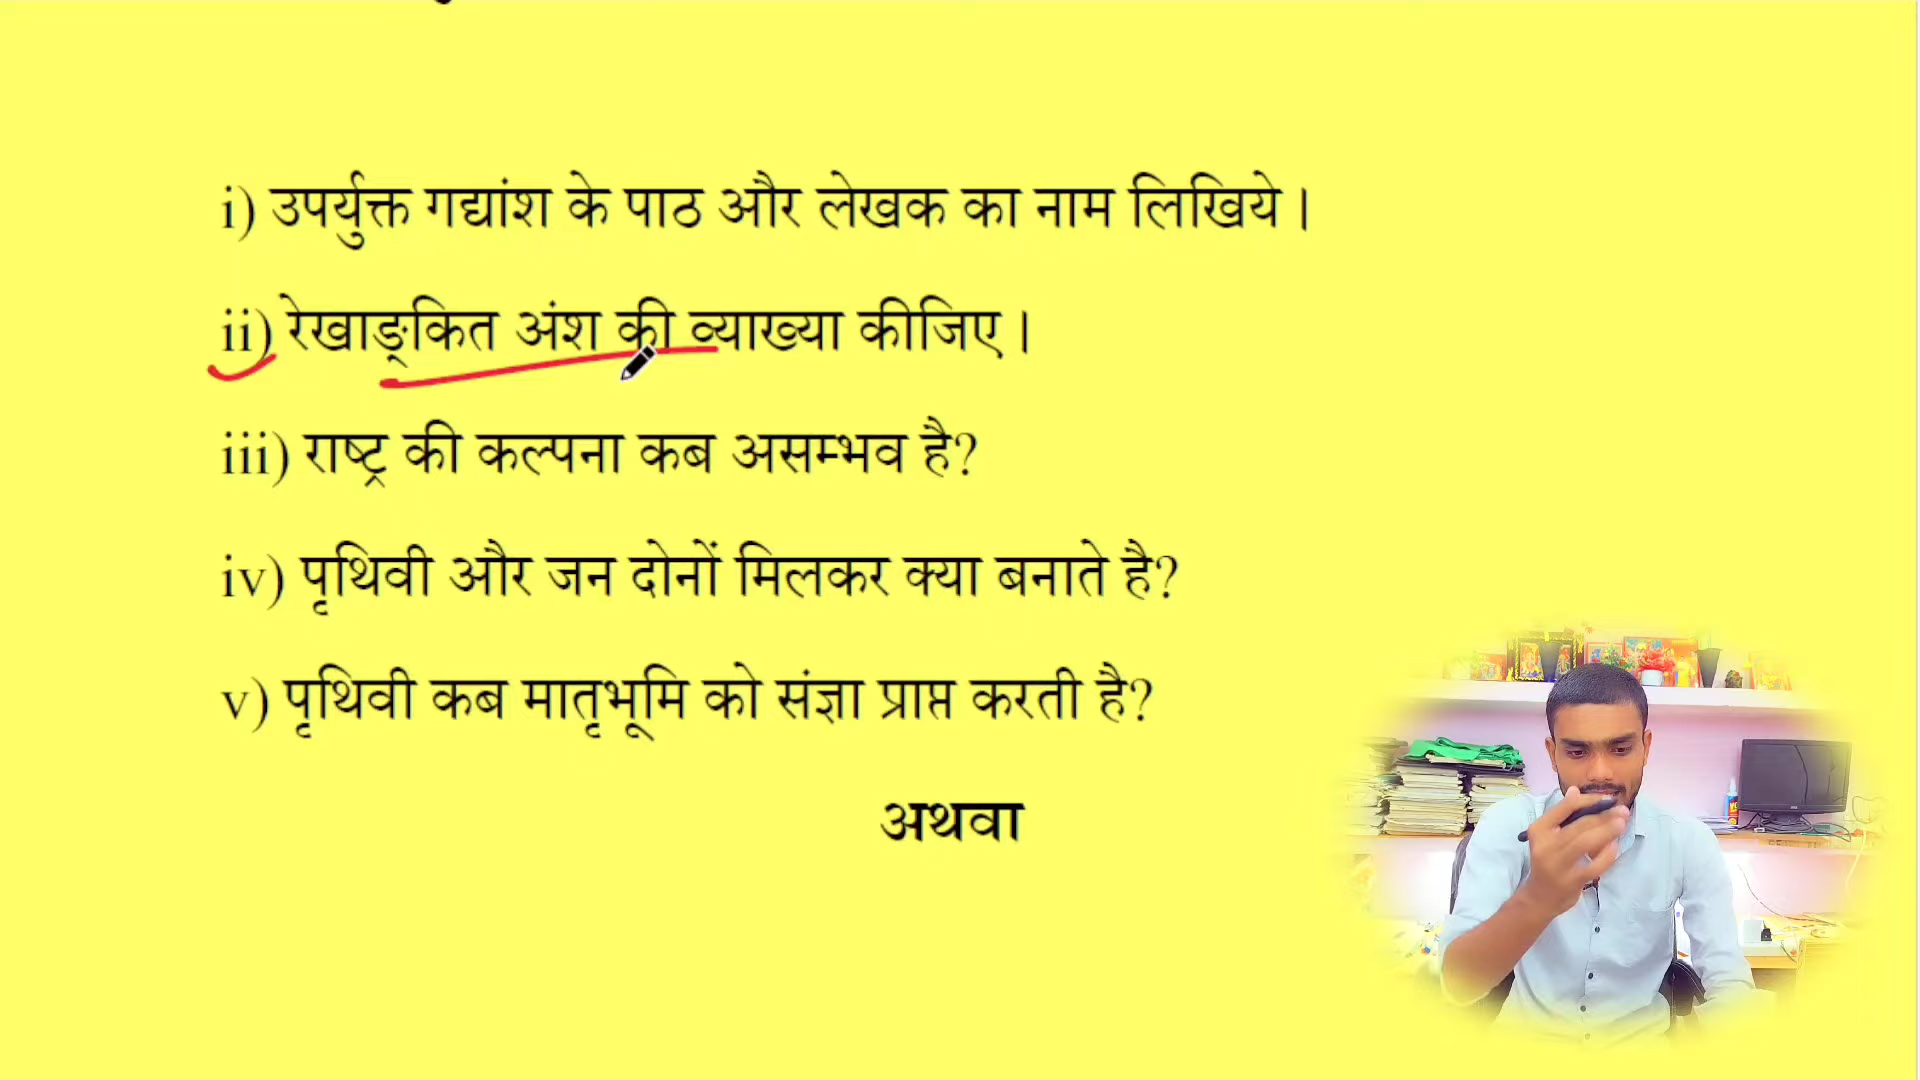 i) उपर्युक्त गद्यांश के पाठ और लेखक का नाम लिखिये।
ii) रेखाङ्कित अंश की व्याख्या कीजिए।
iii) राष्ट्र की कल्पना कब असम्भव है?
iv) पृथिवी और जन दोनों मिलकर क्या बनाते है?
v) पृथिवी कब मातृभूमि को संज्ञा प्राप्त करती है?
अथवा